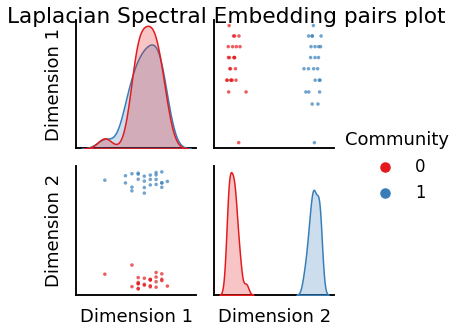 Laplacian Spectral Embedding pairs plot
Dimension 1
Community
0
1
Dimension 2
Dimension 1
Dimension 2